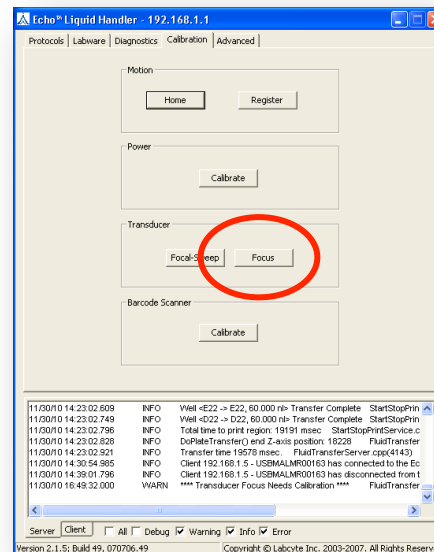 Echo™ Liquid Handler - 192.168.1.1
Protocols Labware Diagnostics Calibration Advanced
Motion
Home Register
Power
Calibrate
Transducer
Focal-Sweep Focus
Barcode Scanner
Calibrate
11/30/10 14:23:02.609 INFO Well <E22 -> E22, 60.000 nl> Transfer Complete StartStopPrin
11/30/10 14:23:02.749 INFO Well <D22 -> D22, 60.000 nl> Transfer Complete StartStopPrin
11/30/10 14:23:02.796 INFO Total time to print region: 19191 msec StartStopPrintService.c
11/30/10 14:23:02.828 INFO DoPlateTransfer() end Z-axis position: 18228 FluidTransfer
11/30/10 14:23:02.921 INFO Transfer time 19578 msec. FluidTransferServer.cpp(4143)
11/30/10 14:30:54.985 INFO Client 192.168.1.5 - USBMALMR00163 has connected to the Ec
11/30/10 14:39:01.796 INFO Client 192.168.1.5 - USBMALMR00163 has disconnected from t
11/30/10 16:49:32.000 WARN **** Transducer Focus Needs Calibration **** FluidTransfer
Server Client All Debug Warning Info Error
Version 2.1.5; Build 49, 070706.49 Copyright © Labcyte Inc. 2003-2007. All Rights Reserv